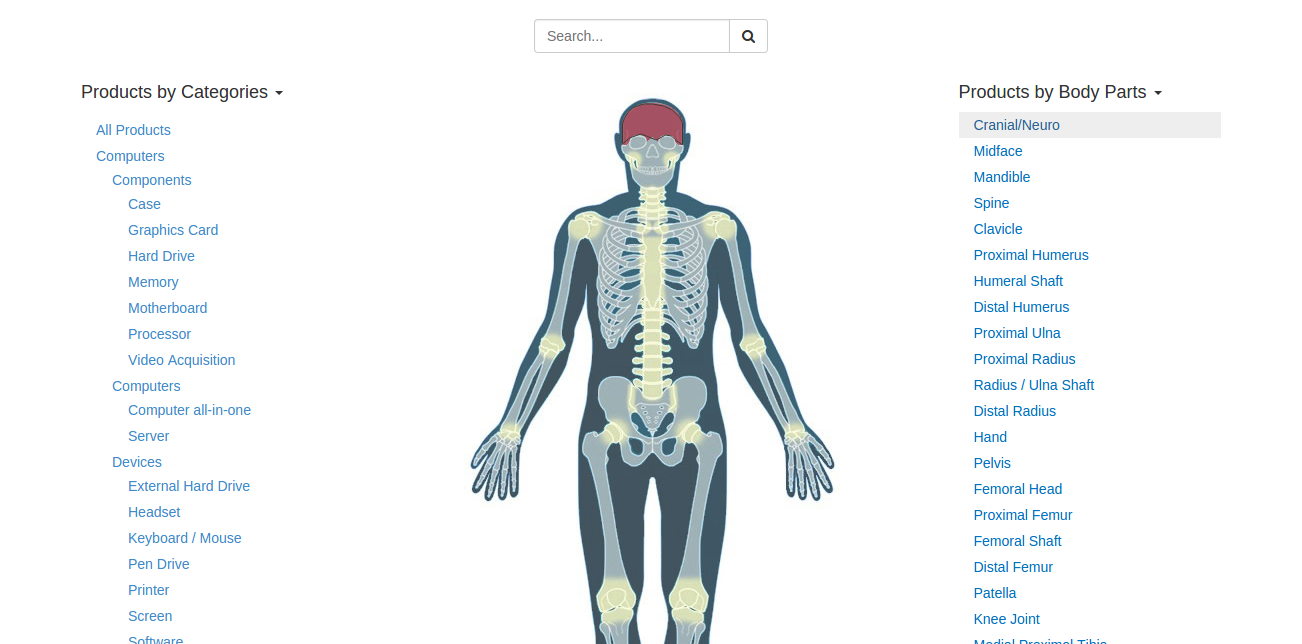 Search...
Products by Categories
All Products
Computers
Components
Case
Graphics Card
Hard Drive
Memory
Motherboard
Processor
Video Acquisition
Computers
Computer all-in-one
Server
Devices
External Hard Drive
Headset
Keyboard / Mouse
Pen Drive
Printer
Screen
Software
Products by Body Parts
Cranial/Neuro
Midface
Mandible
Spine
Clavicle
Proximal Humerus
Humeral Shaft
Distal Humerus
Proximal Ulna
Proximal Radius
Radius / Ulna Shaft
Distal Radius
Hand
Pelvis
Femoral Head
Proximal Femur
Femoral Shaft
Distal Femur
Patella
Knee Joint
Medial Proximal Tibia